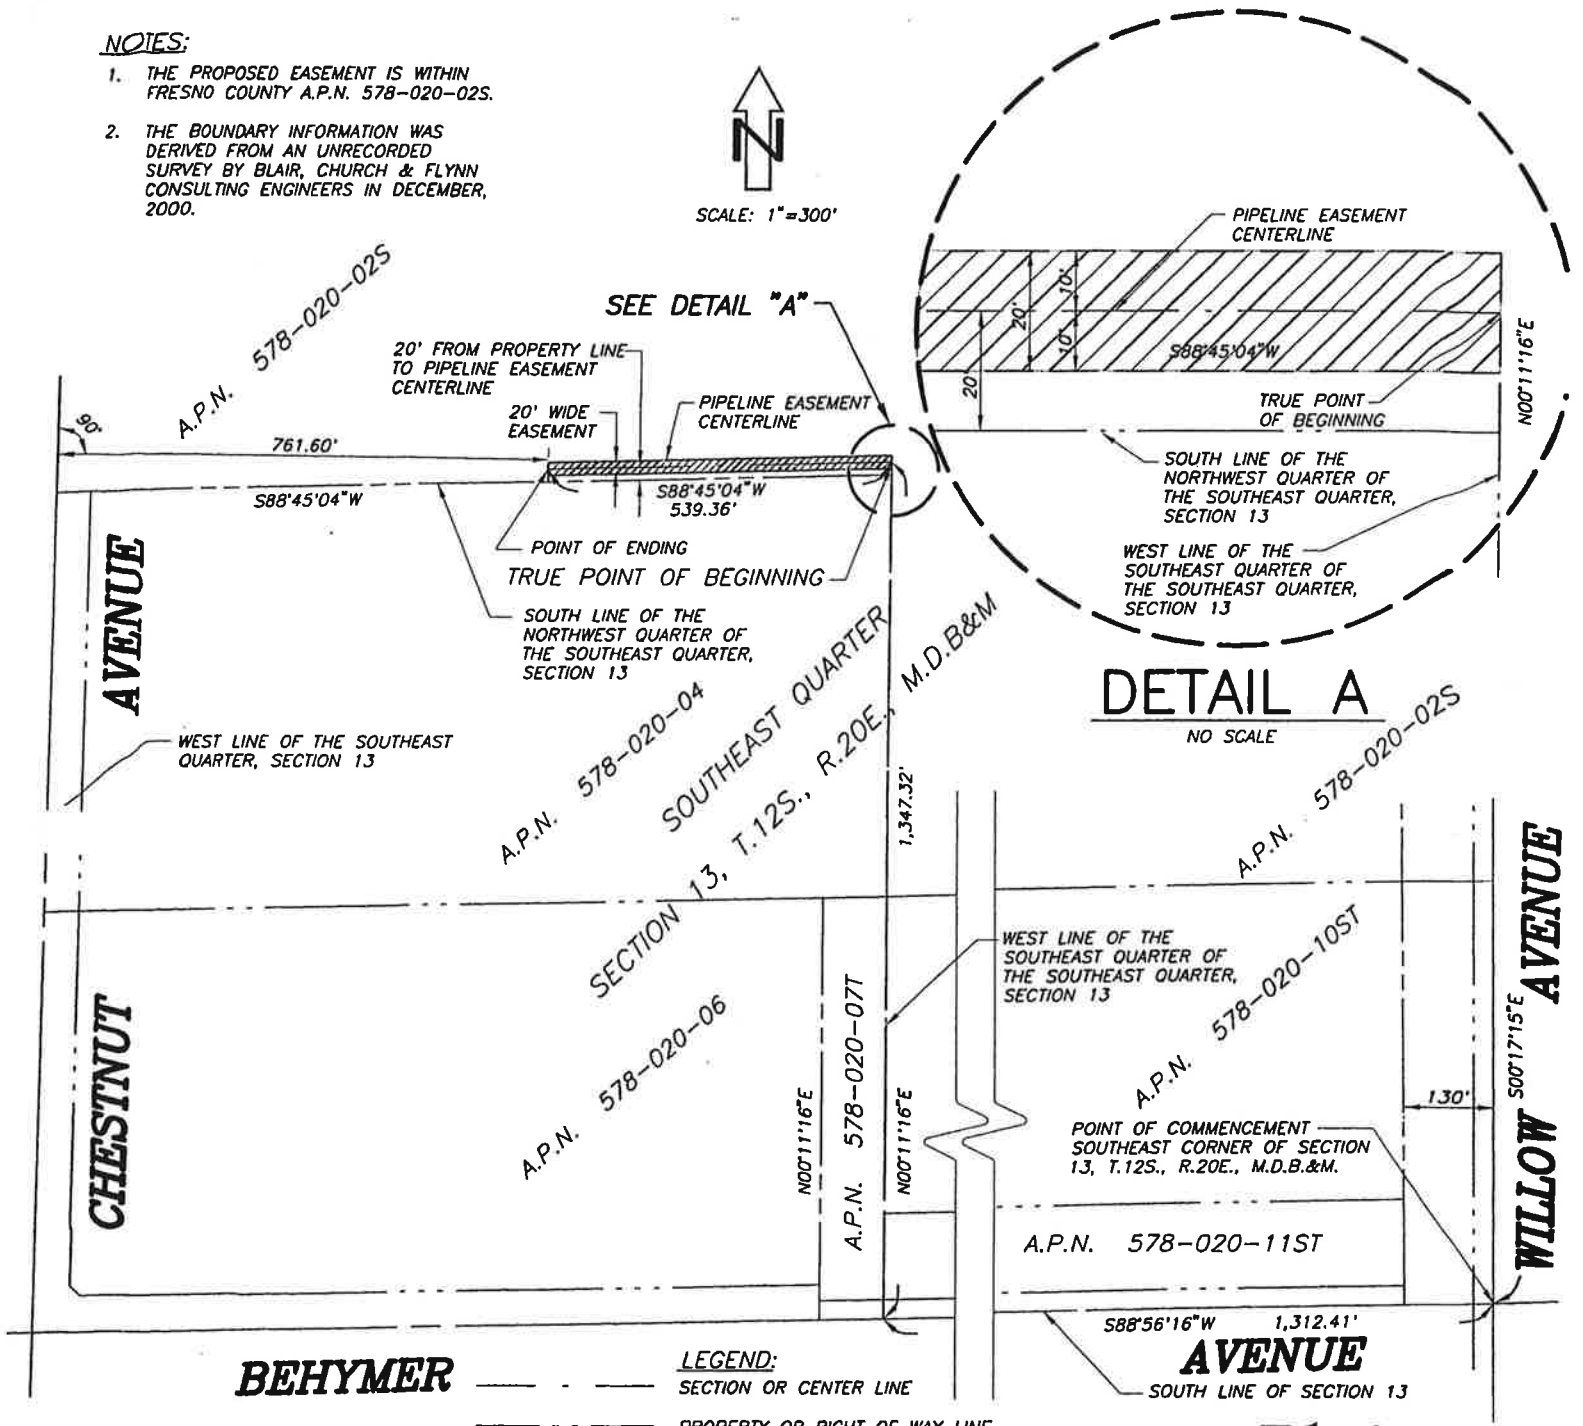 NOTES:
1. THE PROPOSED EASEMENT IS WITHIN
FRESNO COUNTY A.P.N. 578-020-02S.
2. THE BOUNDARY INFORMATION WAS
DERIVED FROM AN UNRECORDED
SURVEY BY BLAIR, CHURCH & FLYNN
CONSULTING ENGINEERS IN DECEMBER,
2000.
N
SCALE: 1"=300'
PIPELINE EASEMENT
CENTERLINE
10'
20'
10'
20'
S88°45'04"W
N00°11'16"E
TRUE POINT
OF BEGINNING
SOUTH LINE OF THE
NORTHWEST QUARTER OF
THE SOUTHEAST QUARTER,
SECTION 13
WEST LINE OF THE
SOUTHEAST QUARTER OF
THE SOUTHEAST QUARTER,
SECTION 13
DETAIL A
NO SCALE
SEE DETAIL "A"
A.P.N. 578-020-02S
20' FROM PROPERTY LINE
TO PIPELINE EASEMENT
CENTERLINE
20' WIDE
EASEMENT
PIPELINE EASEMENT
CENTERLINE
90°
761.60'
S88°45'04"W
S88°45'04"W
539.36'
POINT OF ENDING
TRUE POINT OF BEGINNING
SOUTH LINE OF THE
NORTHWEST QUARTER OF
THE SOUTHEAST QUARTER,
SECTION 13
AVENUE
WEST LINE OF THE SOUTHEAST
QUARTER, SECTION 13
A.P.N. 578-020-04
SOUTHEAST QUARTER
SECTION 13, T.12S., R.20E., M.D.B&M
1,347.32'
A.P.N. 578-020-02S
AVENUE
WEST LINE OF THE
SOUTHEAST QUARTER OF
THE SOUTHEAST QUARTER,
SECTION 13
CHESTNUT
A.P.N. 578-020-06
N00°11'16"E
A.P.N. 578-020-07T
N00°11'16"E
A.P.N. 578-020-10ST
130'
S00°17'15"E
POINT OF COMMENCEMENT
SOUTHEAST CORNER OF SECTION
13, T.12S., R.20E., M.D.B.&M.
WILLOW
A.P.N. 578-020-11ST
S88°56'16"W 1,312.41'
BEHYMER
AVENUE
SOUTH LINE OF SECTION 13
LEGEND:
SECTION OR CENTER LINE
PROPERTY OR RIGHT OF WAY LINE